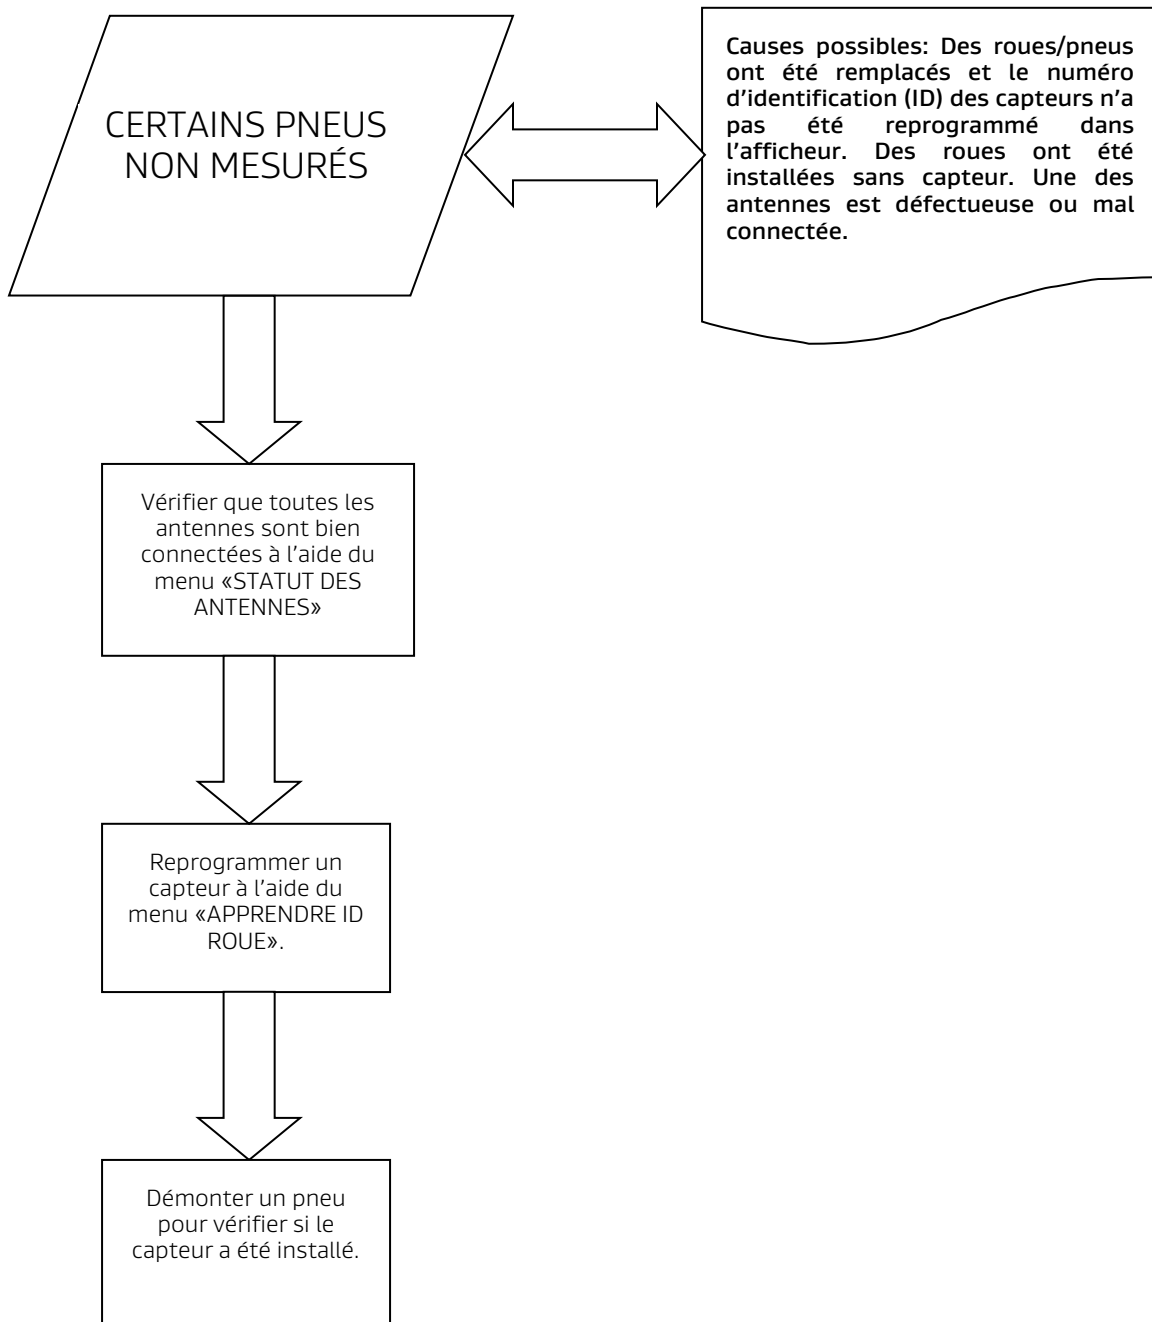 CERTAINS PNEUS
NON MESURÉS
Causes possibles: Des roues/pneus
ont été remplacés et le numéro
d'identification (ID) des capteurs n'a
pas été reprogrammé dans
l'afficheur. Des roues ont été
installées sans capteur. Une des
antennes est défectueuse ou mal
connectée.
Vérifier que toutes les
antennes sont bien
connectées à l'aide du
menu «STATUT DES
ANTENNES»
Reprogrammer un
capteur à l'aide du
menu «APPRENDRE ID
ROUE».
Démonter un pneu
pour vérifier si le
capteur a été installé.